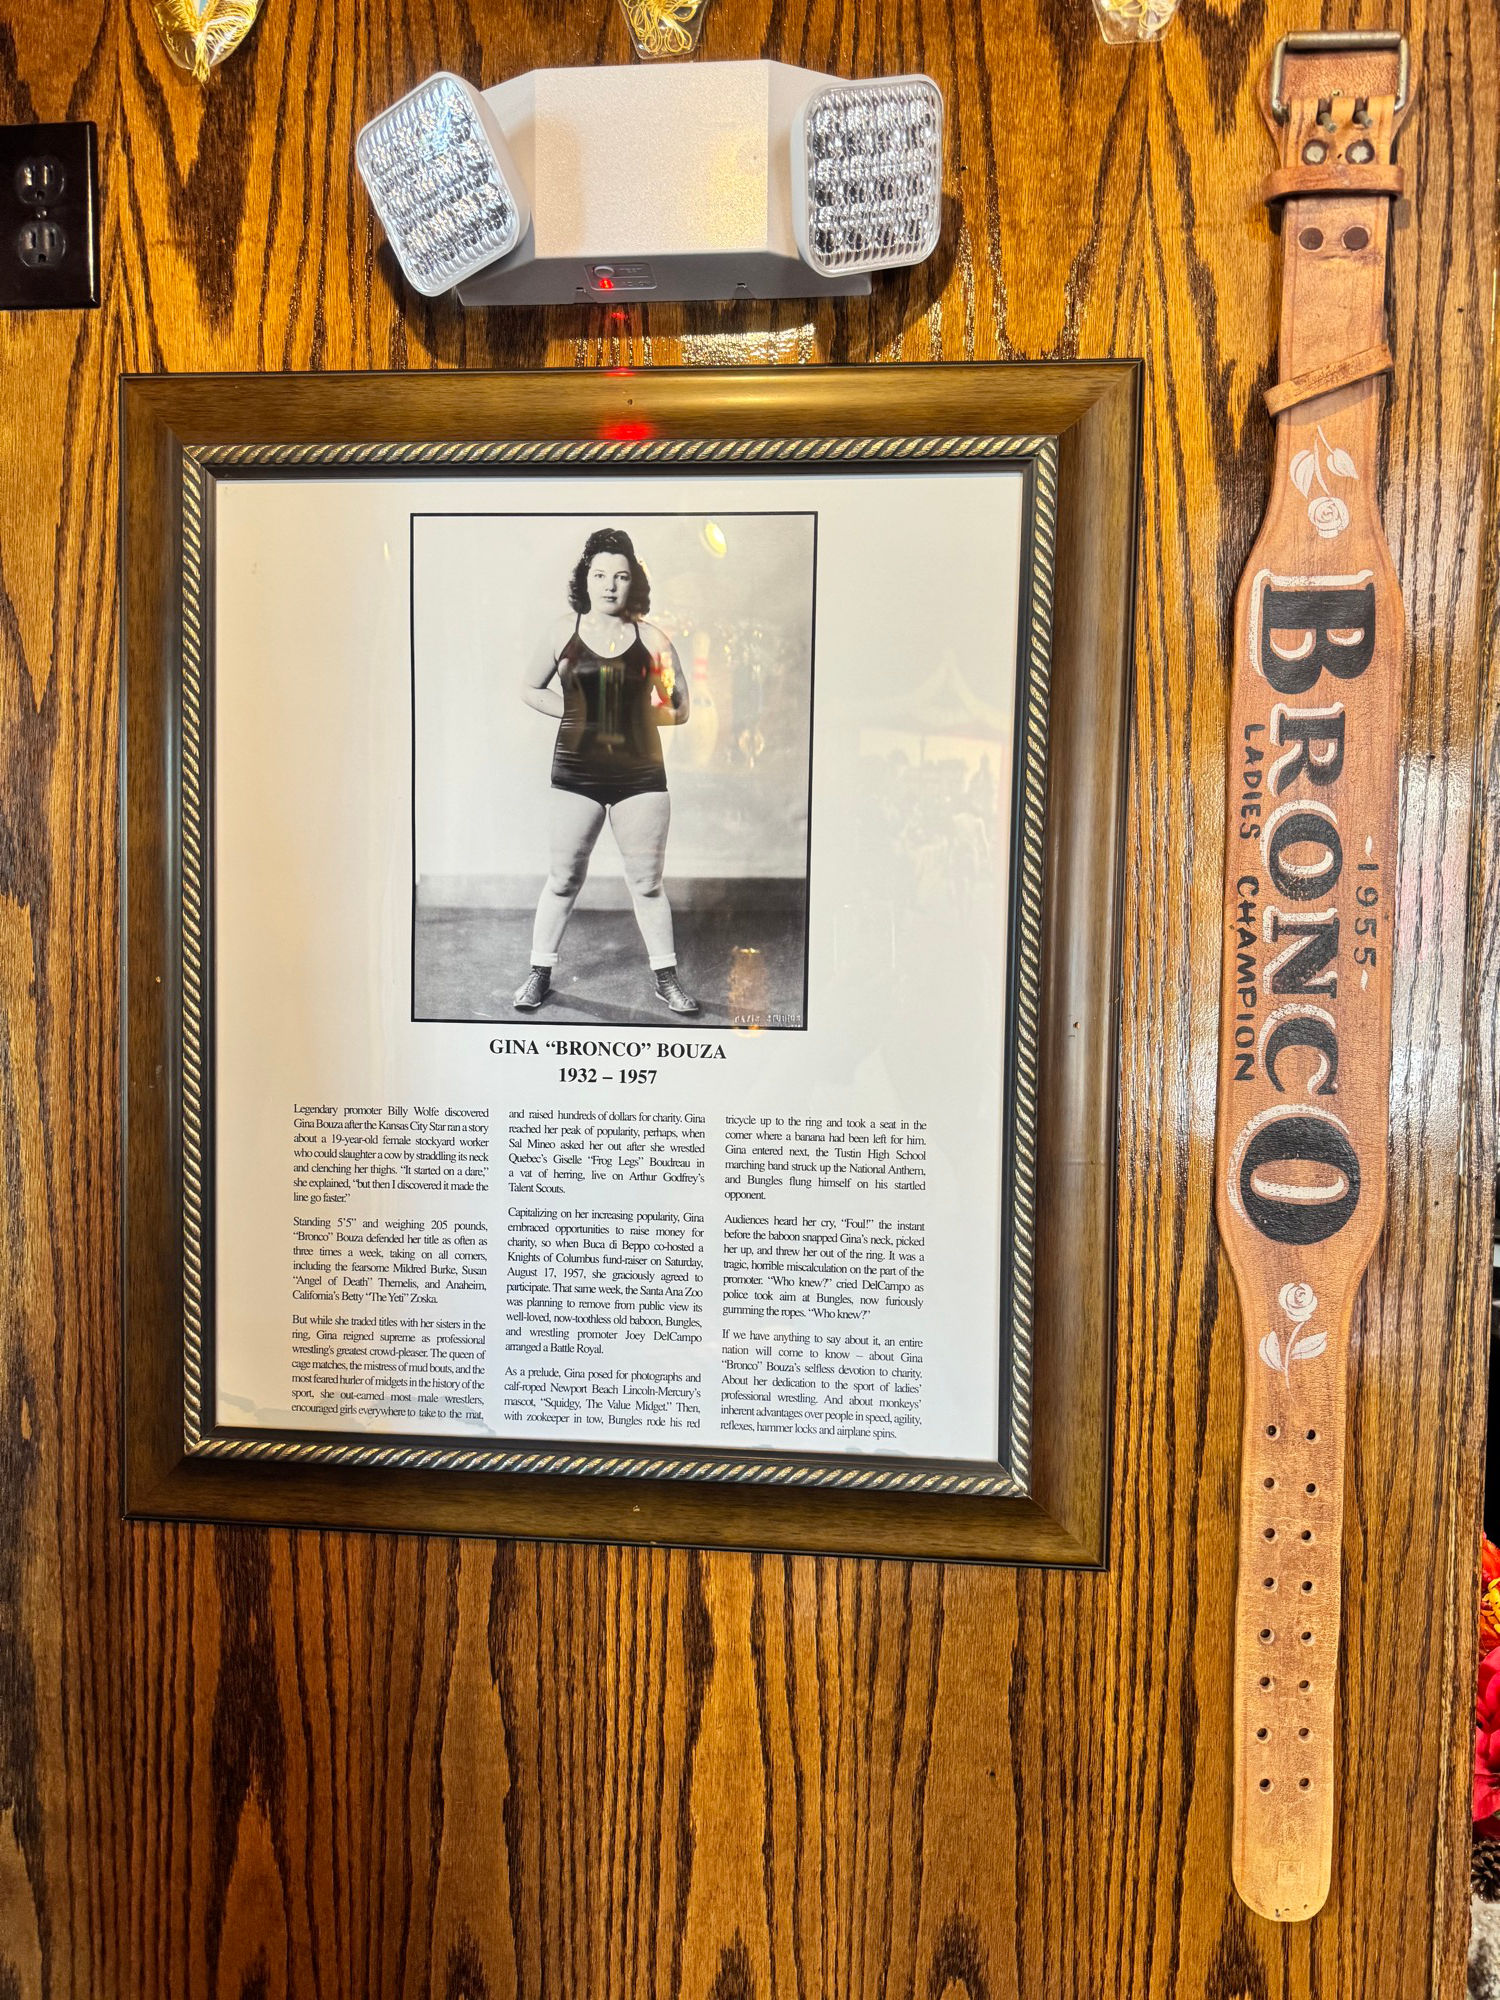 TEST
DAVIS STUDIOS
GINA “BRONCO” BOUZA
1932 – 1957
Legendary promoter Billy Wolfe discovered
Gina Bouza after the Kansas City Star ran a story
about a 19-year-old female stockyard worker
who could slaughter a cow by straddling its neck
and clenching her thighs. “It started on a dare,”
she explained, “but then I discovered it made the
line go faster.”
Standing 5'5" and weighing 205 pounds,
“Bronco” Bouza defended her title as often as
three times a week, taking on all comers,
including the fearsome Mildred Burke, Susan
“Angel of Death” Themelis, and Anaheim,
California’s Betty “The Yeti” Zoska.
But while she traded titles with her sisters in the
ring, Gina reigned supreme as professional
wrestling's greatest crowd-pleaser. The queen of
cage matches, the mistress of mud bouts, and the
most feared hurler of midgets in the history of the
sport, she out-earned most male wrestlers,
encouraged girls everywhere to take to the mat,
and raised hundreds of dollars for charity. Gina
reached her peak of popularity, perhaps, when
Sal Mineo asked her out after she wrestled
Quebec’s Giselle “Frog Legs” Boudreau in
a vat of herring, live on Arthur Godfrey’s
Talent Scouts.
Capitalizing on her increasing popularity, Gina
embraced opportunities to raise money for
charity, so when Buca di Beppo co-hosted a
Knights of Columbus fund-raiser on Saturday,
August 17, 1957, she graciously agreed to
participate. That same week, the Santa Ana Zoo
was planning to remove from public view its
well-loved, now-toothless old baboon, Bungles,
and wrestling promoter Joey DelCampo
arranged a Battle Royal.
As a prelude, Gina posed for photographs and
calf-roped Newport Beach Lincoln-Mercury’s
mascot, “Squidgy, The Value Midget.” Then,
with zookeeper in tow, Bungles rode his red
tricycle up to the ring and took a seat in the
corner where a banana had been left for him.
Gina entered next, the Tustin High School
marching band struck up the National Anthem,
and Bungles flung himself on his startled
opponent.
Audiences heard her cry, “Foul!” the instant
before the baboon snapped Gina’s neck, picked
her up, and threw her out of the ring. It was a
tragic, horrible miscalculation on the part of the
promoter. “Who knew?” cried DelCampo as
police took aim at Bungles, now furiously
gumming the ropes. “Who knew?”
If we have anything to say about it, an entire
nation will come to know – about Gina
“Bronco” Bouza’s selfless devotion to charity.
About her dedication to the sport of ladies’
professional wrestling. And about monkeys’
inherent advantages over people in speed, agility,
reflexes, hammer locks and airplane spins.
-1955-
BRONCO
LADIES CHAMPION